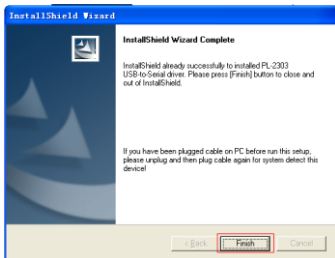 InstallShield Wizard
InstallShield Wizard Complete
InstallShield already successfully to installed PL-2303
USB-to-Serial driver. Please press [Finish] button to close and
out of InstallShield.
If you have been plugged cable on PC before run this setup,
please unplug and then plug cable again for system detect this
device!
< Back
Finish
Cancel